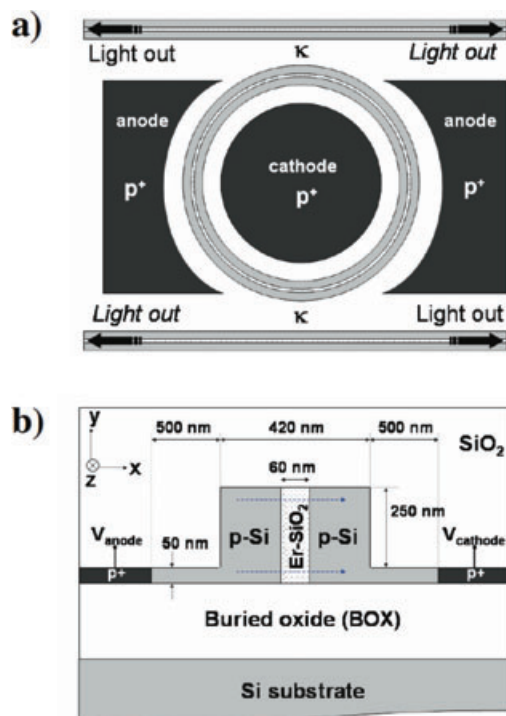 a)
Light out κ Light out
anode anode
cathode
p+ p+ p+
Light out κ Light out
b)
y
x
z
500 nm 420 nm 500 nm
SiO₂
60 nm
p-Si Er-SiO₂ p-Si
250 nm
50 nm
Vanode Vcathode
p+ p+
Buried oxide (BOX)
Si substrate